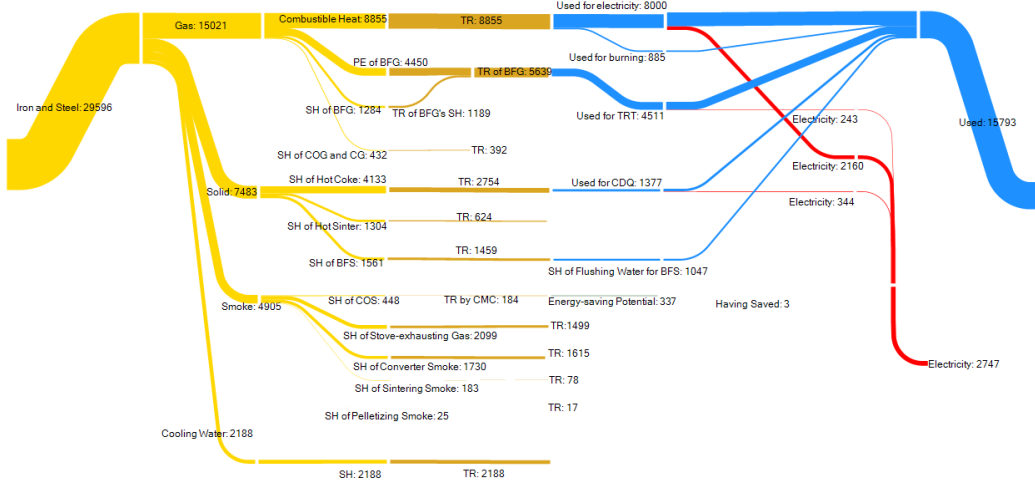 Iron and Steel: 29596
Gas: 15021
Solid: 7483
Smoke: 4905
Cooling Water: 2188
Combustible Heat: 8855
TR: 8855
Used for electricity: 8000
Used for burning: 885
PE of BFG: 4450
TR of BFG: 5639
SH of BFG: 1284
TR of BFG's SH: 1189
Used for TRT: 4511
Electricity: 243
SH of COG and CG: 432
TR: 392
Electricity: 2160
SH of Hot Coke: 4133
TR: 2754
Used for CDQ: 1377
Electricity: 344
SH of Hot Sinter: 1304
TR: 624
SH of BFS: 1561
TR: 1459
SH of Flushing Water for BFS: 1047
SH of COS: 448
TR by CMC: 184
Energy-saving Potential: 337
Having Saved: 3
SH of Stove-exhausting Gas: 2099
TR:1499
SH of Converter Smoke: 1730
TR: 1615
SH of Sintering Smoke: 183
TR: 78
SH of Pelletizing Smoke: 25
TR: 17
SH: 2188
TR: 2188
Electricity: 2747
Used: 15793